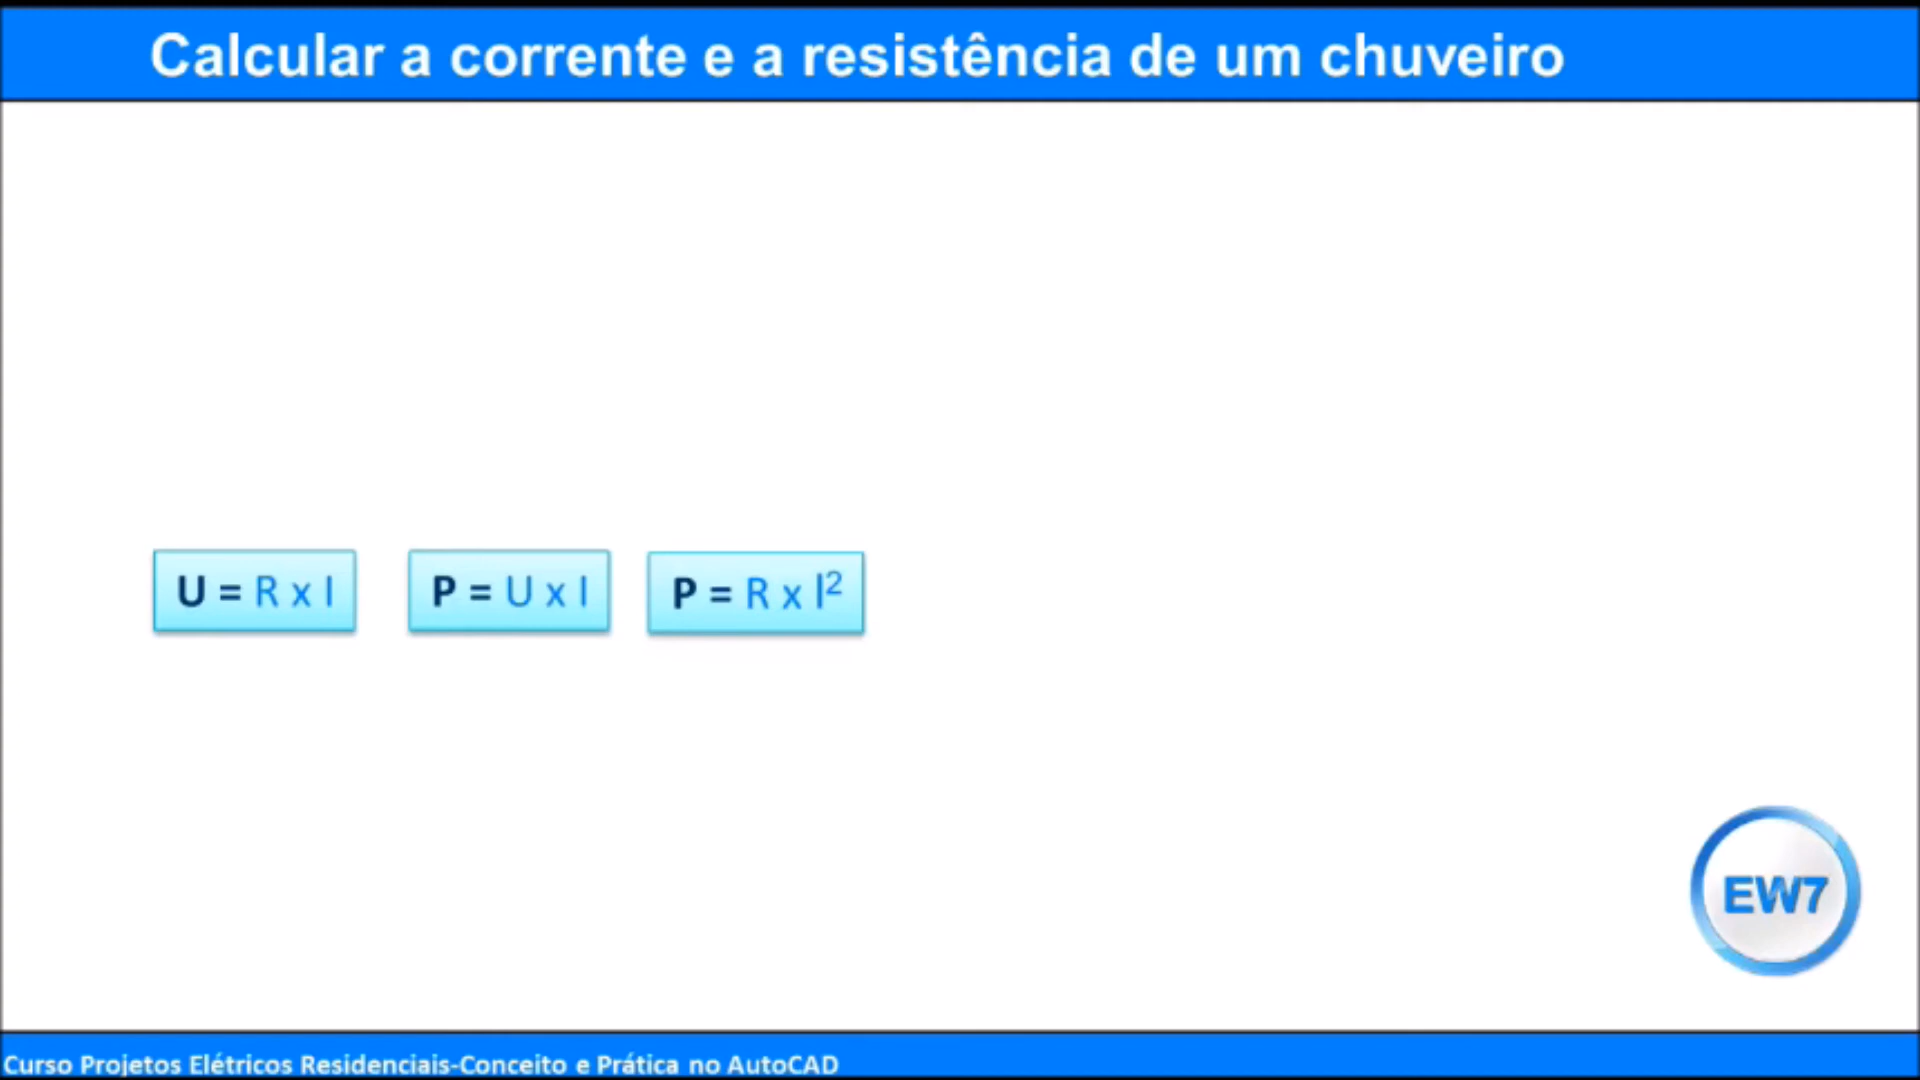 Calcular a corrente e a resistência de um chuveiro
U = R x I P = U x I P = R x I²
EW7
Curso Projetos Elétricos Residenciais-Conceito e Prática no AutoCAD